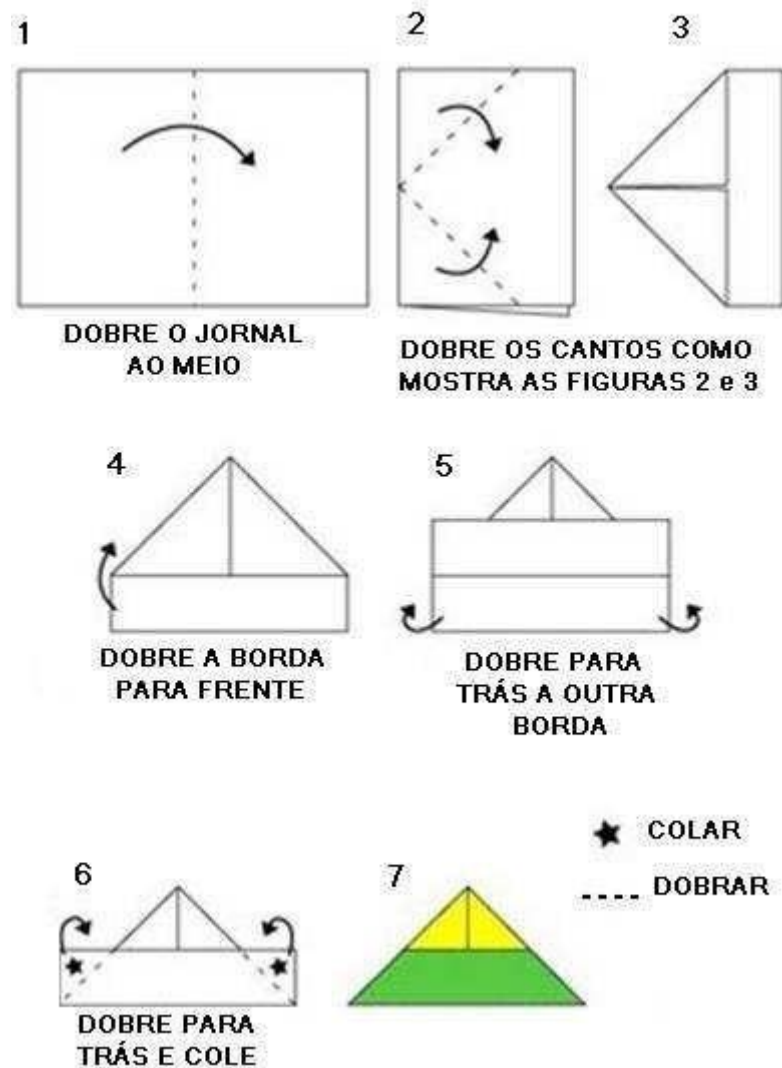 1
2
3
DOBRE O JORNAL
AO MEIO
DOBRE OS CANTOS COMO
MOSTRA AS FIGURAS 2 e 3
4
5
DOBRE A BORDA
PARA FRENTE
DOBRE PARA
TRÁS A OUTRA
BORDA
6
7
COLAR
DOBRAR
DOBRE PARA
TRÁS E COLE